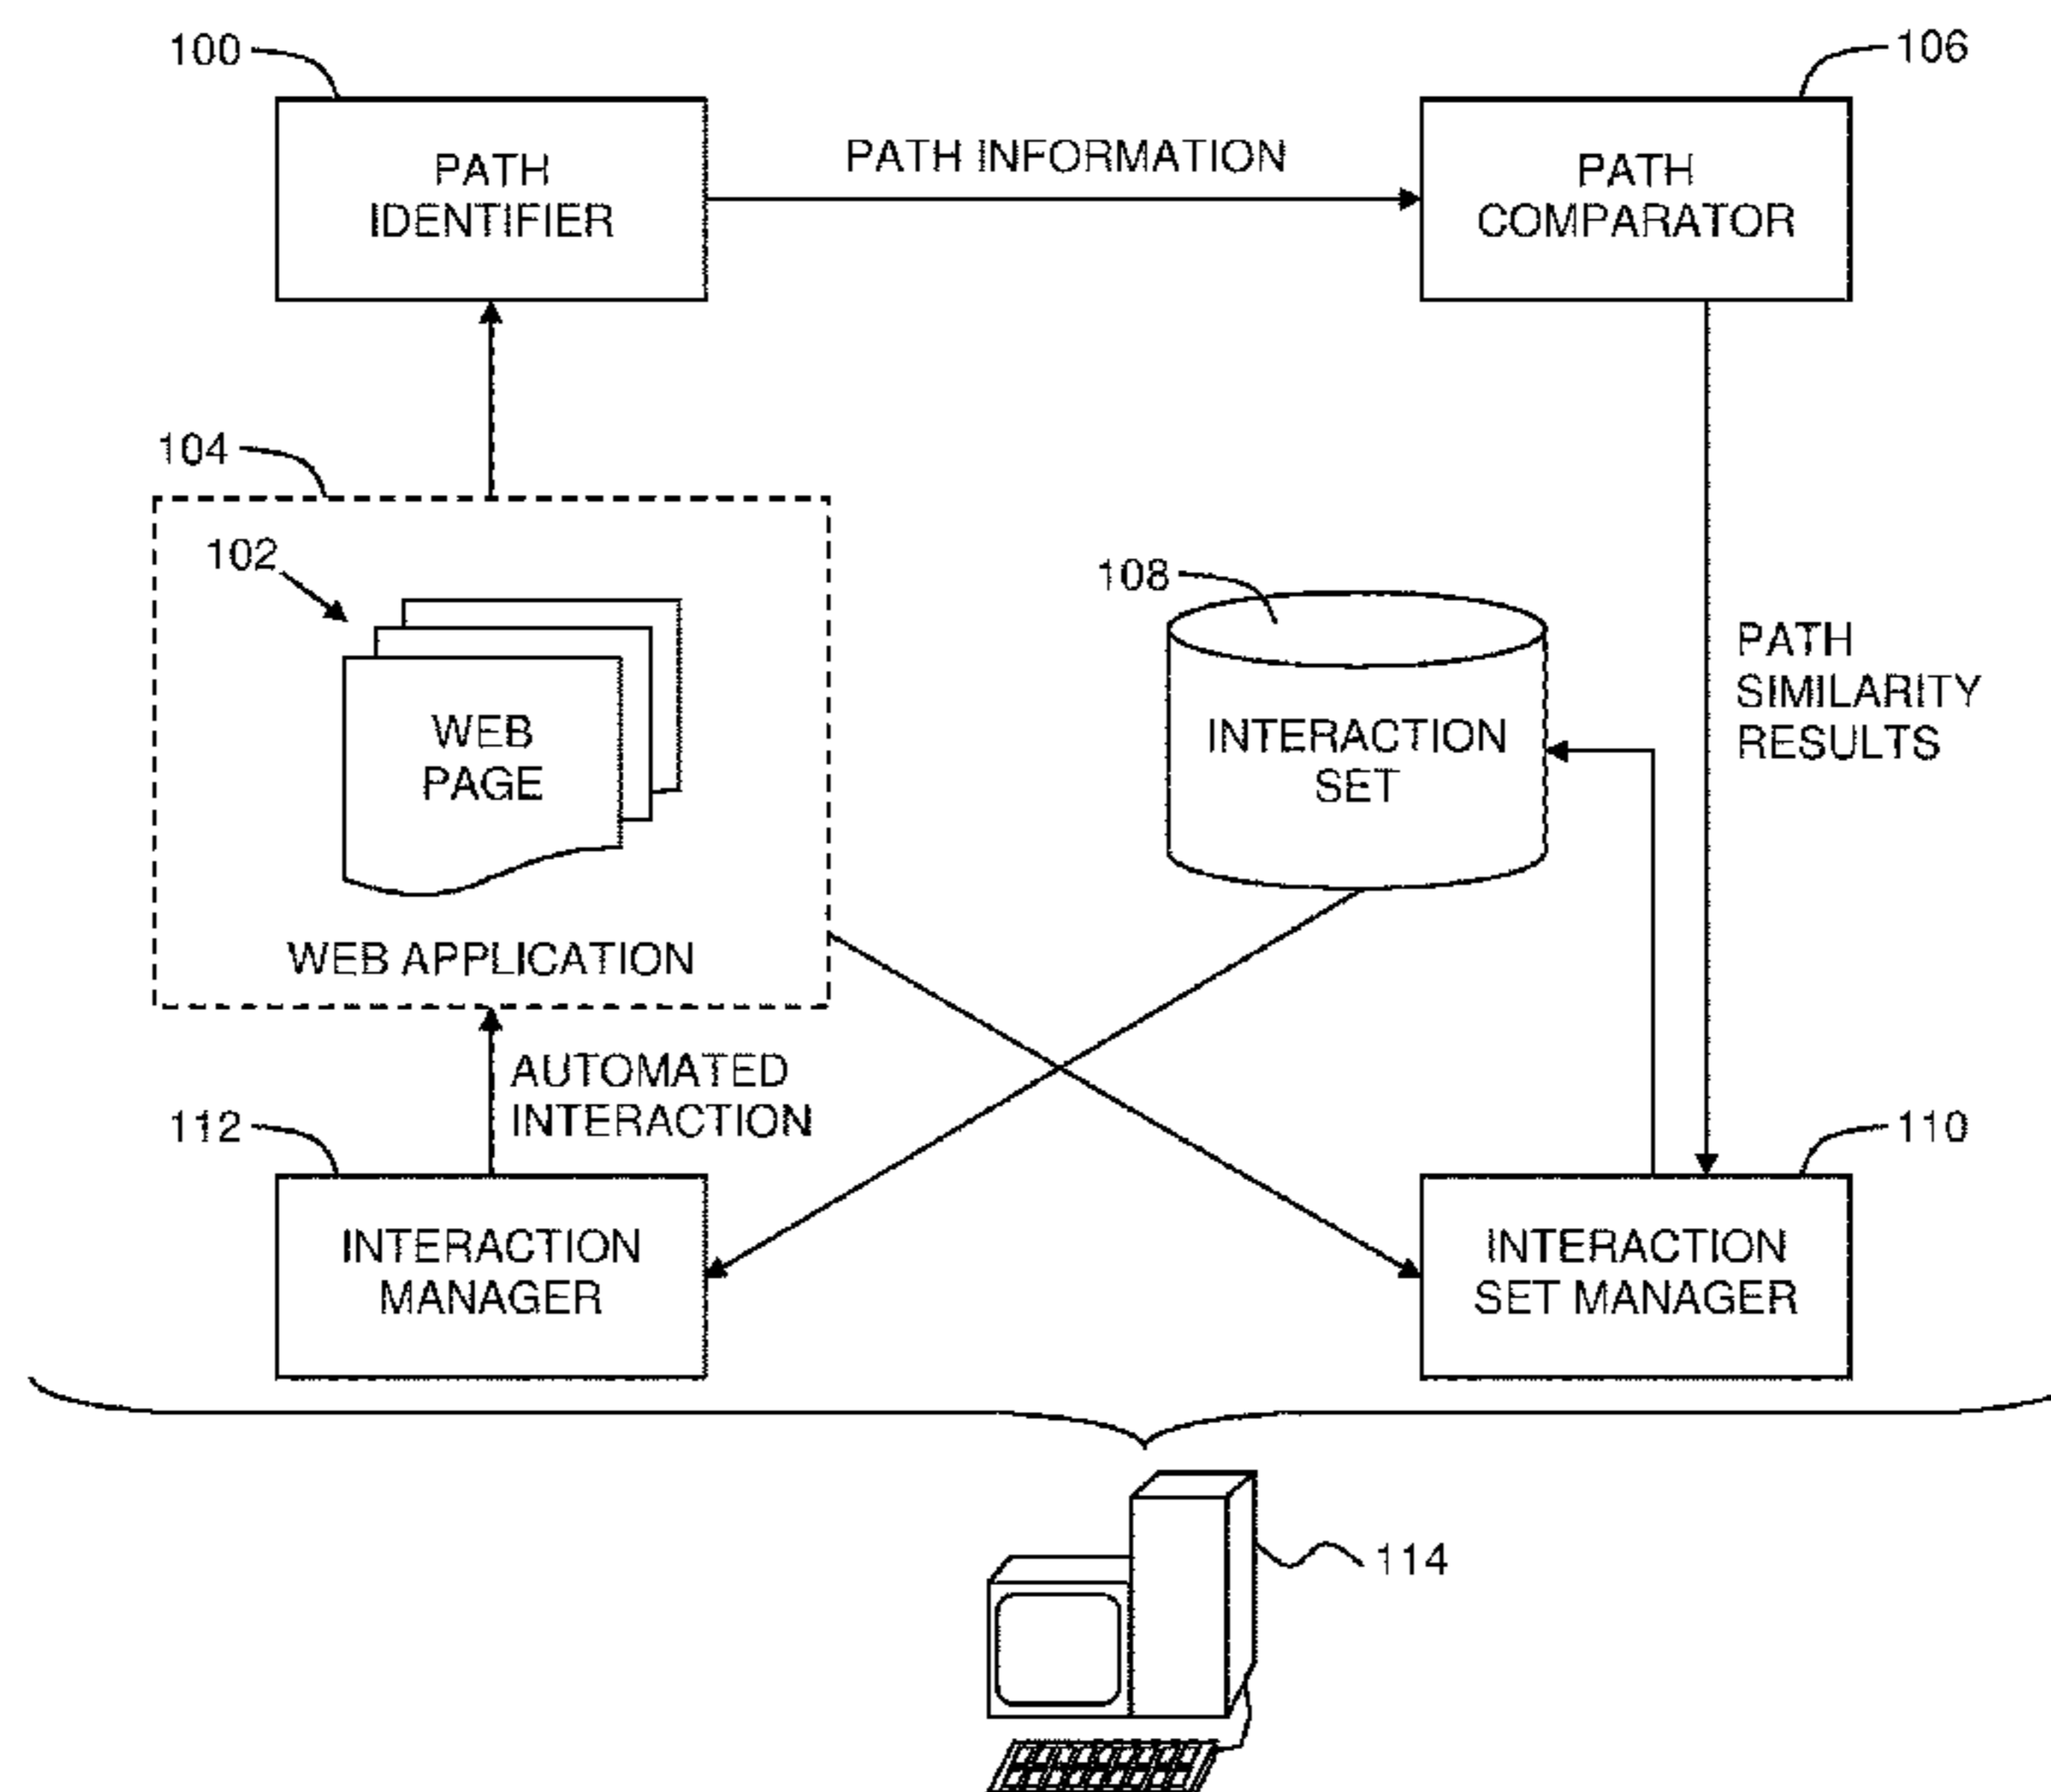 100
106
PATH
IDENTIFIER
PATH INFORMATION
PATH
COMPARATOR
104
102
WEB
PAGE
WEB APPLICATION
108
INTERACTION
SET
PATH
SIMILARITY
RESULTS
AUTOMATED
INTERACTION
112
110
INTERACTION
MANAGER
INTERACTION
SET MANAGER
114